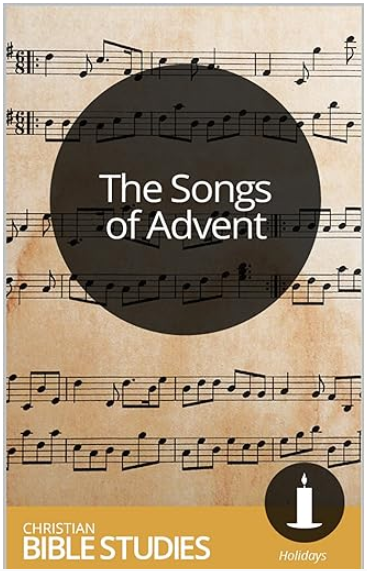 The Songs
of Advent
CHRISTIAN
BIBLE STUDIES
Holidays